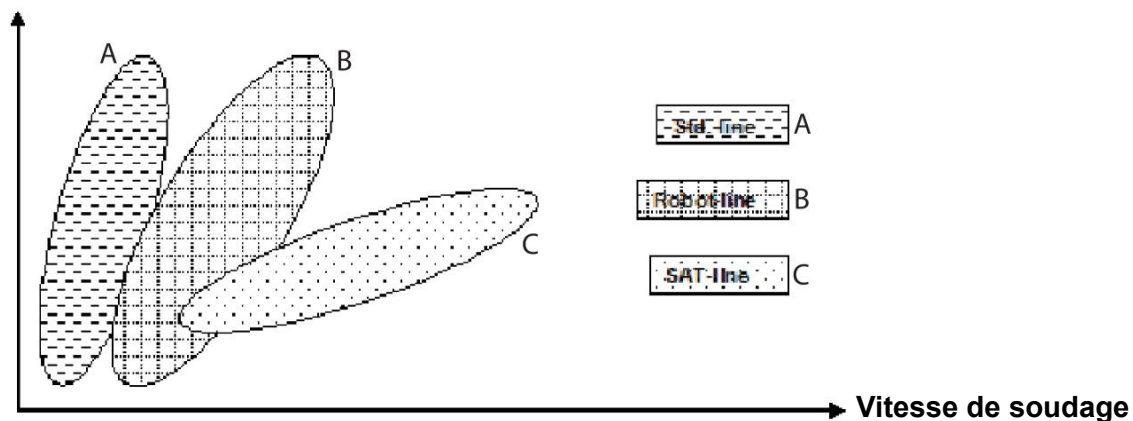 A
B
C
Std.-line A
Robot-line B
SAT-line C
Vitesse de soudage